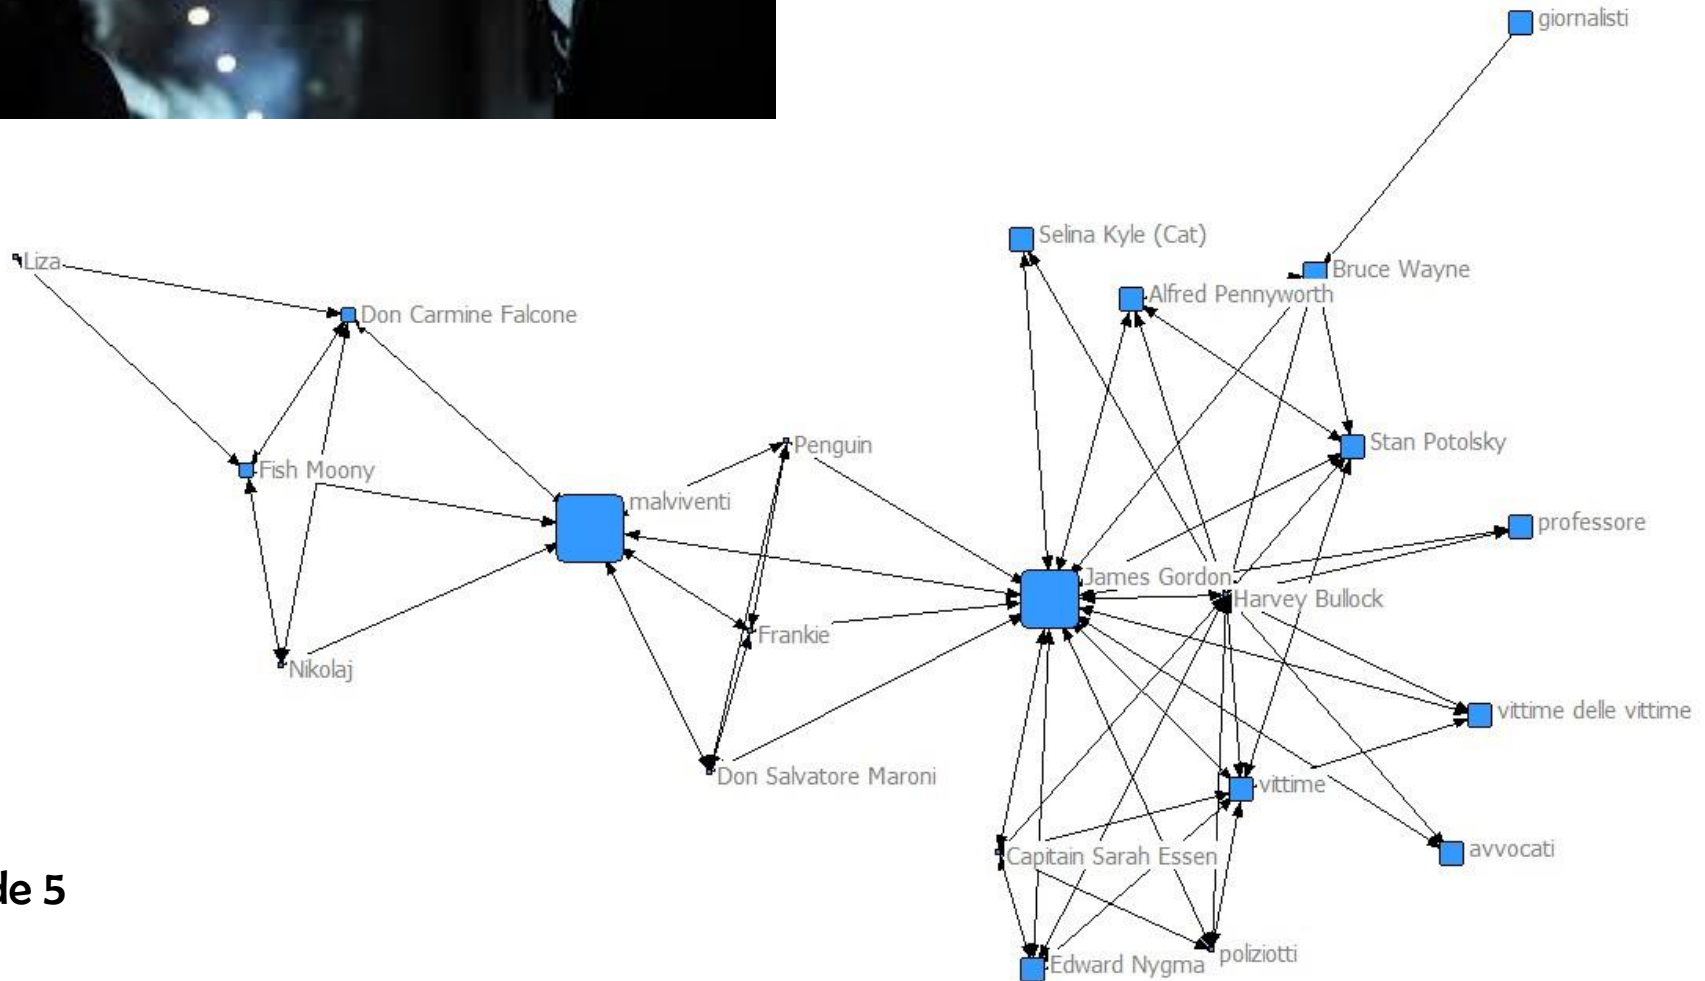 giornalisti
Selina Kyle (Cat)
Liza
Bruce Wayne
Alfred Pennyworth
Don Carmine Falcone
Penguin
Stan Potolsky
Fish Moony
malviventi
professore
James Gordon
Harvey Bullock
Frankie
Nikolaj
vittime delle vittime
Don Salvatore Maroni
vittime
avvocati
Capitain Sarah Essen
de 5
poliziotti
Edward Nygma